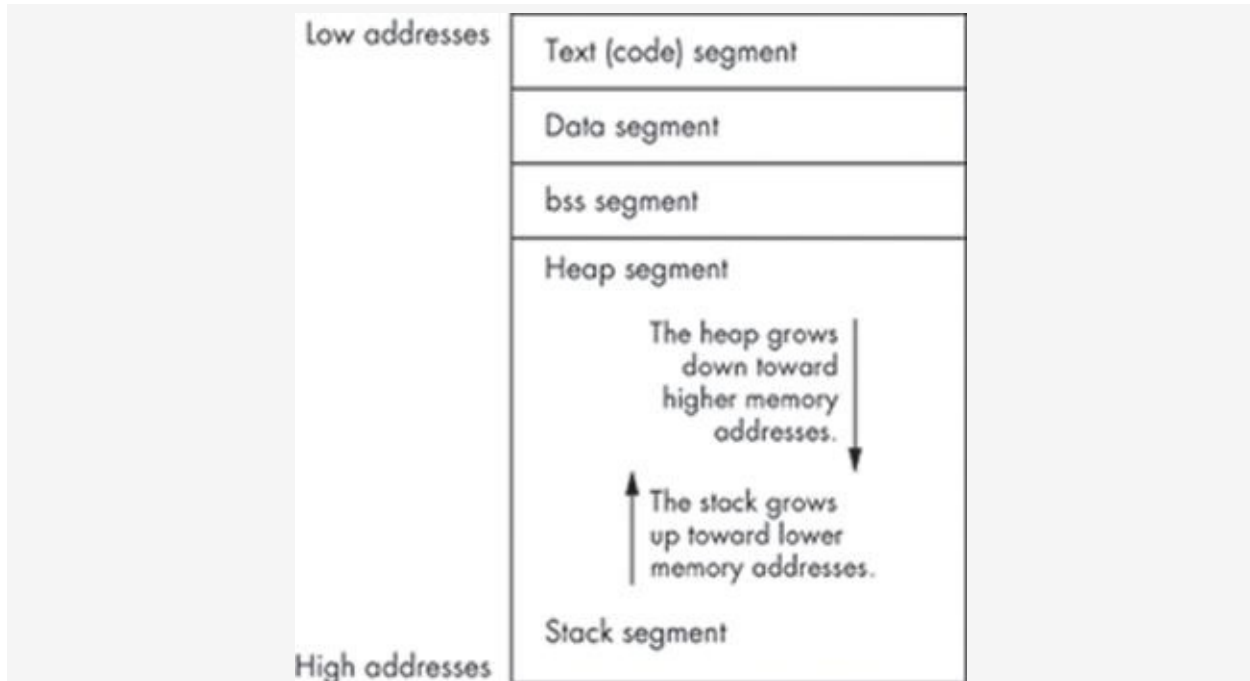 Low addresses
Text (code) segment
Data segment
bss segment
Heap segment
The heap grows
down toward
higher memory
addresses.
The stack grows
up toward lower
memory addresses.
Stack segment
High addresses